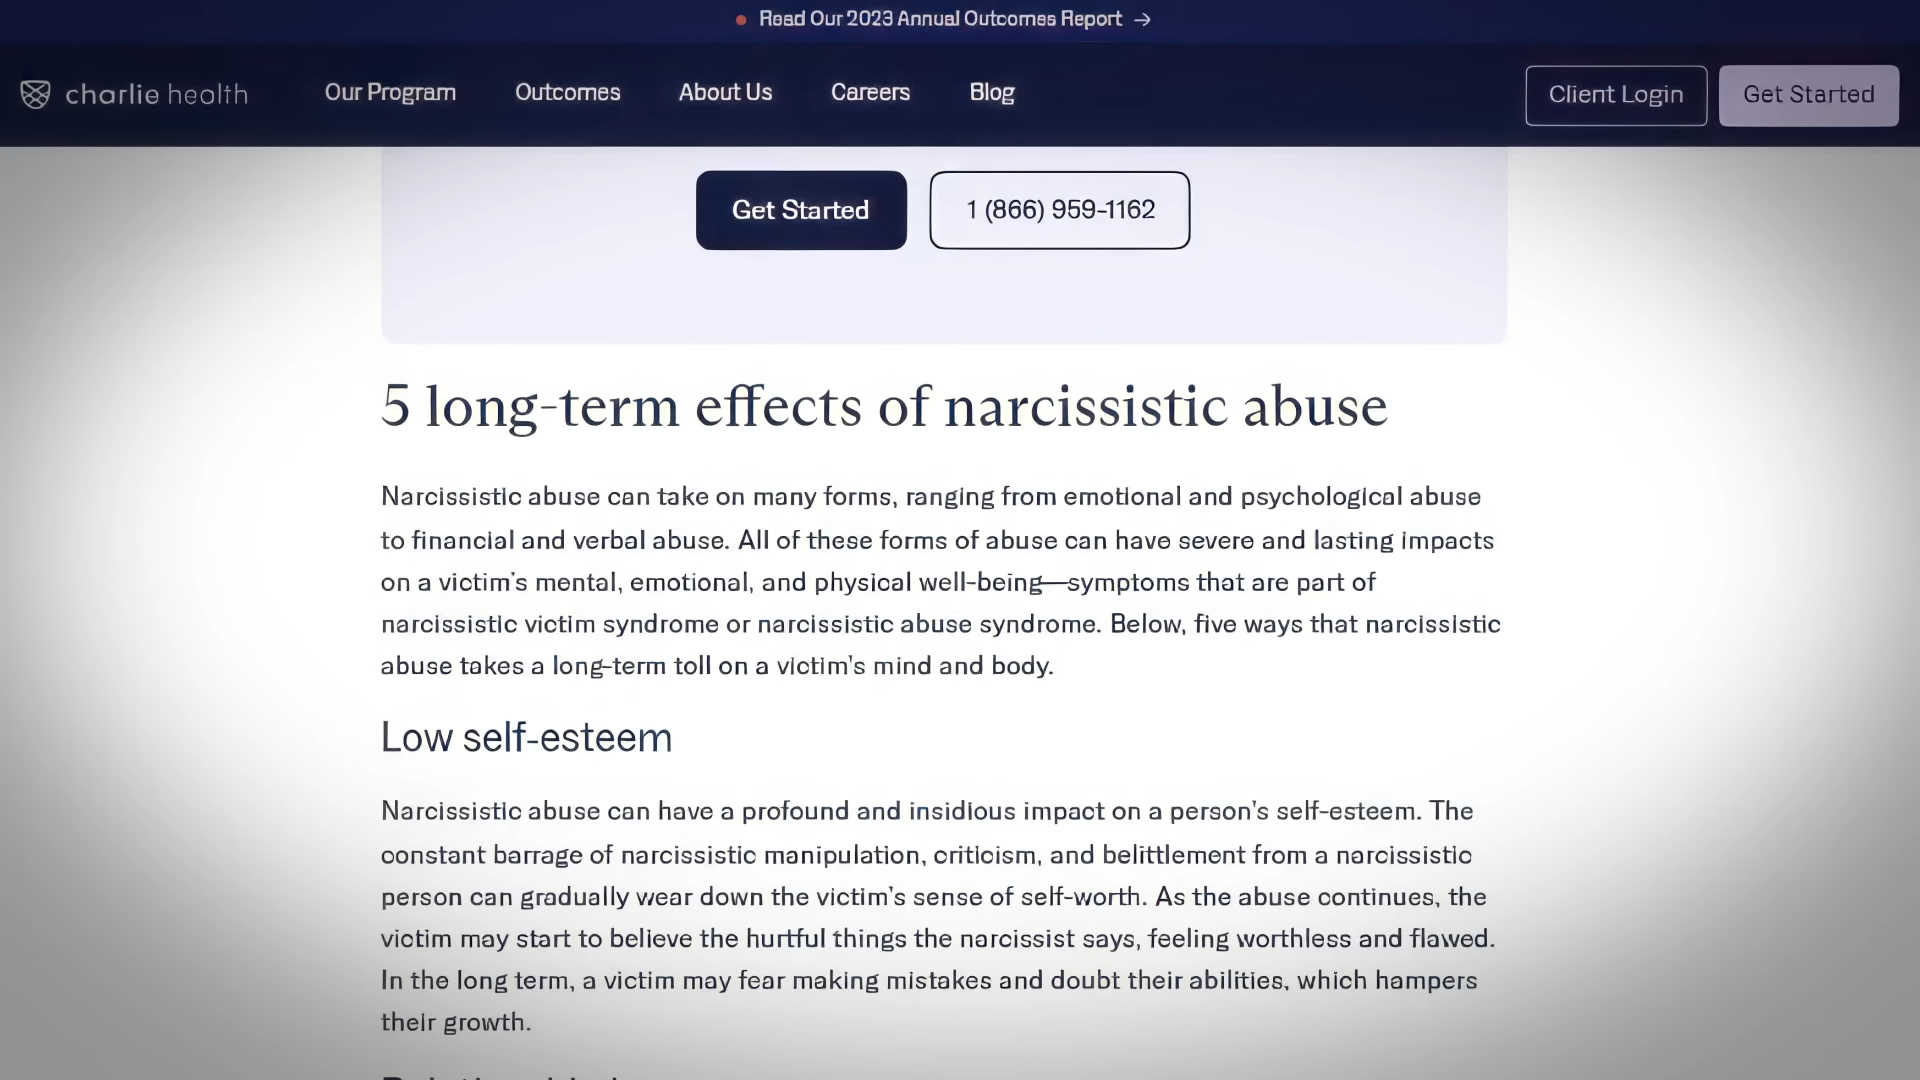 Read Our 2023 Annual Outcomes Report →
charlie health
Our Program
Outcomes
About Us
Careers
Blog
Client Login
Get Started
Get Started
1 (866) 959-1162
5 long-term effects of narcissistic abuse
Narcissistic abuse can take on many forms, ranging from emotional and psychological abuse
to financial and verbal abuse. All of these forms of abuse can have severe and lasting impacts
on a victim's mental, emotional, and physical well-being—symptoms that are part of
narcissistic victim syndrome or narcissistic abuse syndrome. Below, five ways that narcissistic
abuse takes a long-term toll on a victim's mind and body.
Low self-esteem
Narcissistic abuse can have a profound and insidious impact on a person's self-esteem. The
constant barrage of narcissistic manipulation, criticism, and belittlement from a narcissistic
person can gradually wear down the victim's sense of self-worth. As the abuse continues, the
victim may start to believe the hurtful things the narcissist says, feeling worthless and flawed.
In the long term, a victim may fear making mistakes and doubt their abilities, which hampers
their growth.